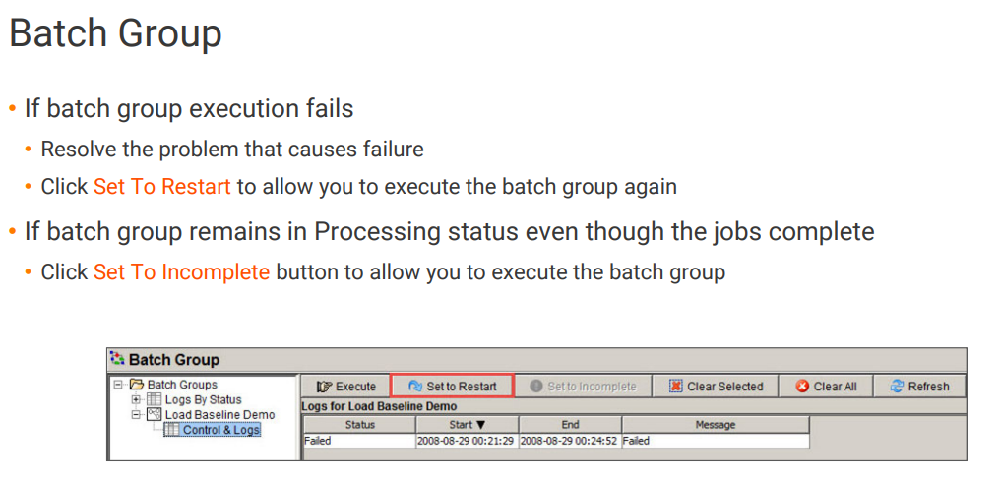 Batch Group
• If batch group execution fails
• Resolve the problem that causes failure
• Click Set To Restart to allow you to execute the batch group again
• If batch group remains in Processing status even though the jobs complete
• Click Set To Incomplete button to allow you to execute the batch group
Batch Group
Batch Groups
Logs By Status
Load Baseline Demo
Control & Logs
Execute Set to Restart Set to Incomplete Clear Selected Clear All Refresh
Logs for Load Baseline Demo
Status Start ▼ End Message
Failed 2008-08-29 00:21:29 2008-08-29 00:24:52 Failed